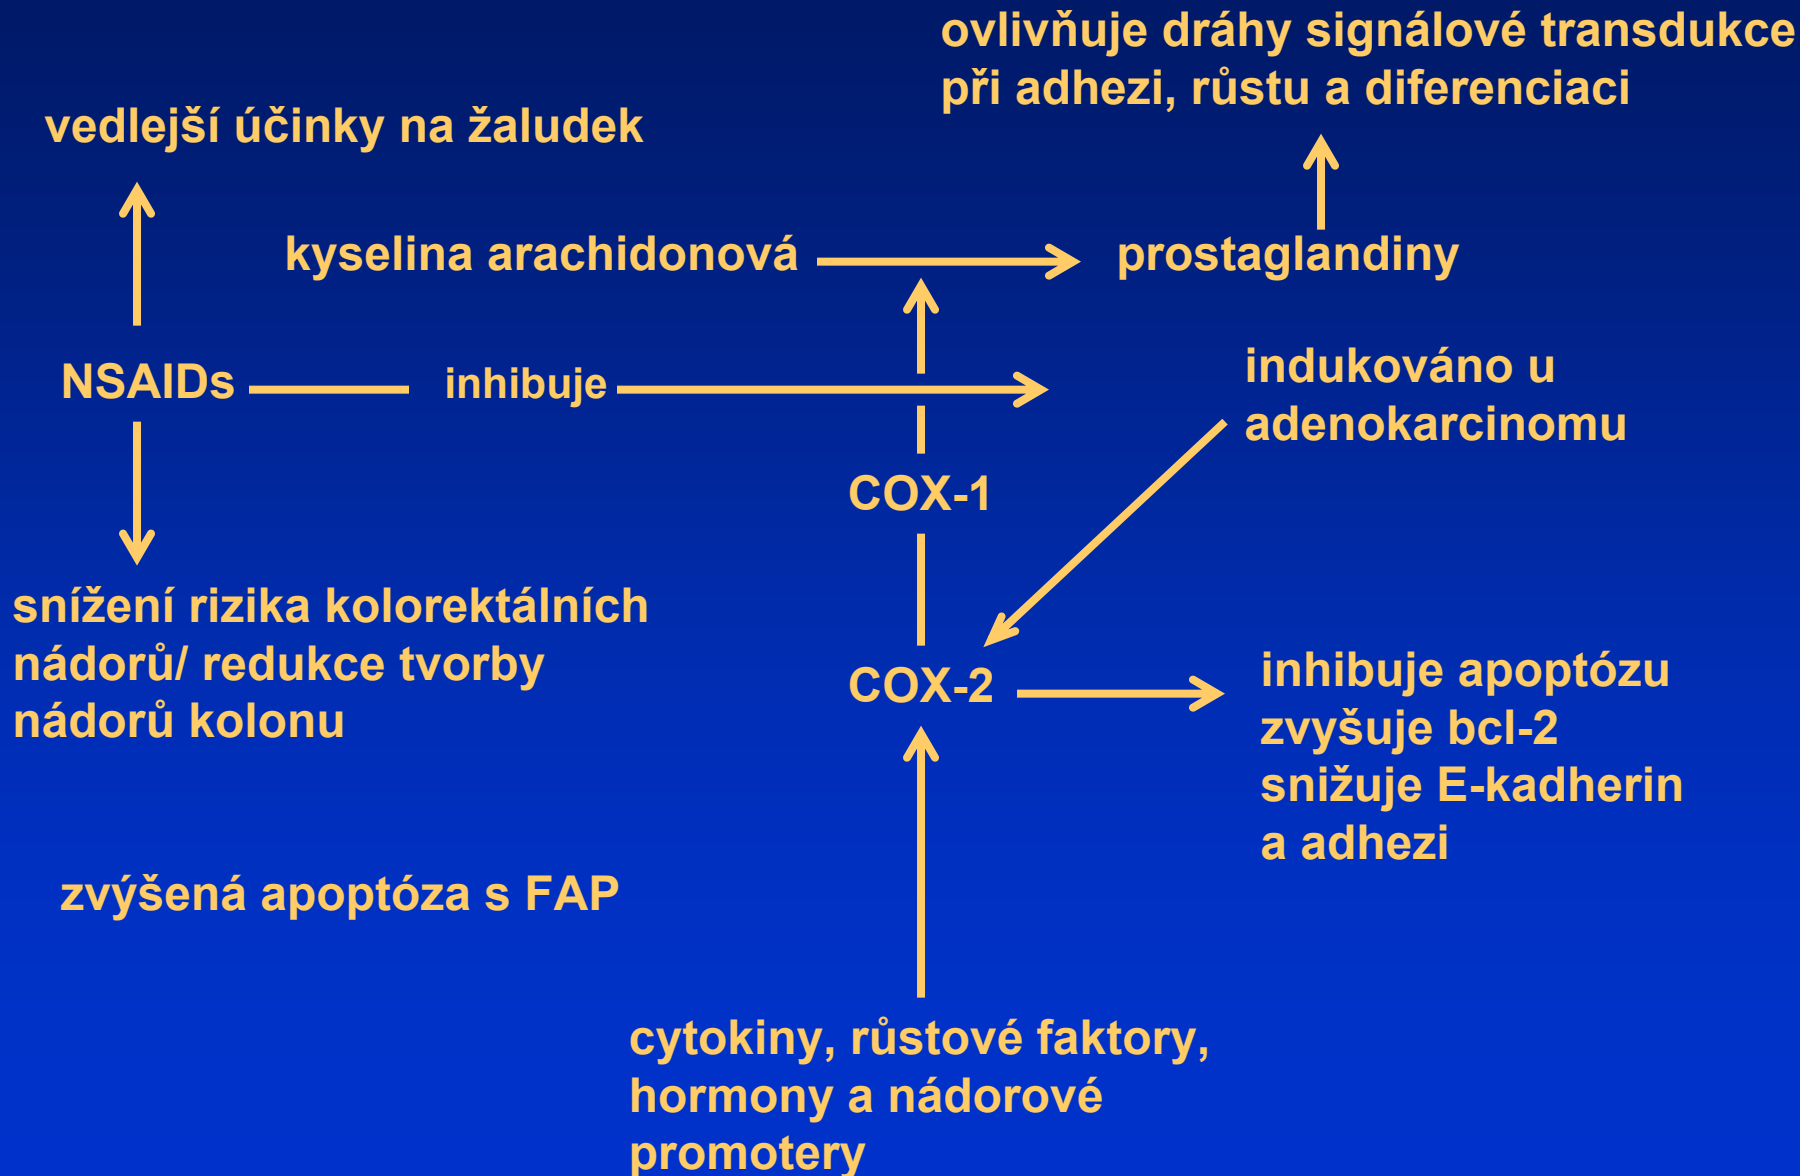 ovlivňuje dráhy signálové transdukce
při adhezi, růstu a diferenciaci
vedlejší účinky na žaludek
kyselina arachidonová
prostaglandiny
NSAIDs
inhibuje
indukováno u
adenokarcinomu
COX-1
snížení rizika kolorektálních
nádorů/ redukce tvorby
nádorů kolonu
COX-2
inhibuje apoptózu
zvyšuje bcl-2
snižuje E-kadherin
a adhezi
zvýšená apoptóza s FAP
cytokiny, růstové faktory,
hormony a nádorové
promotery